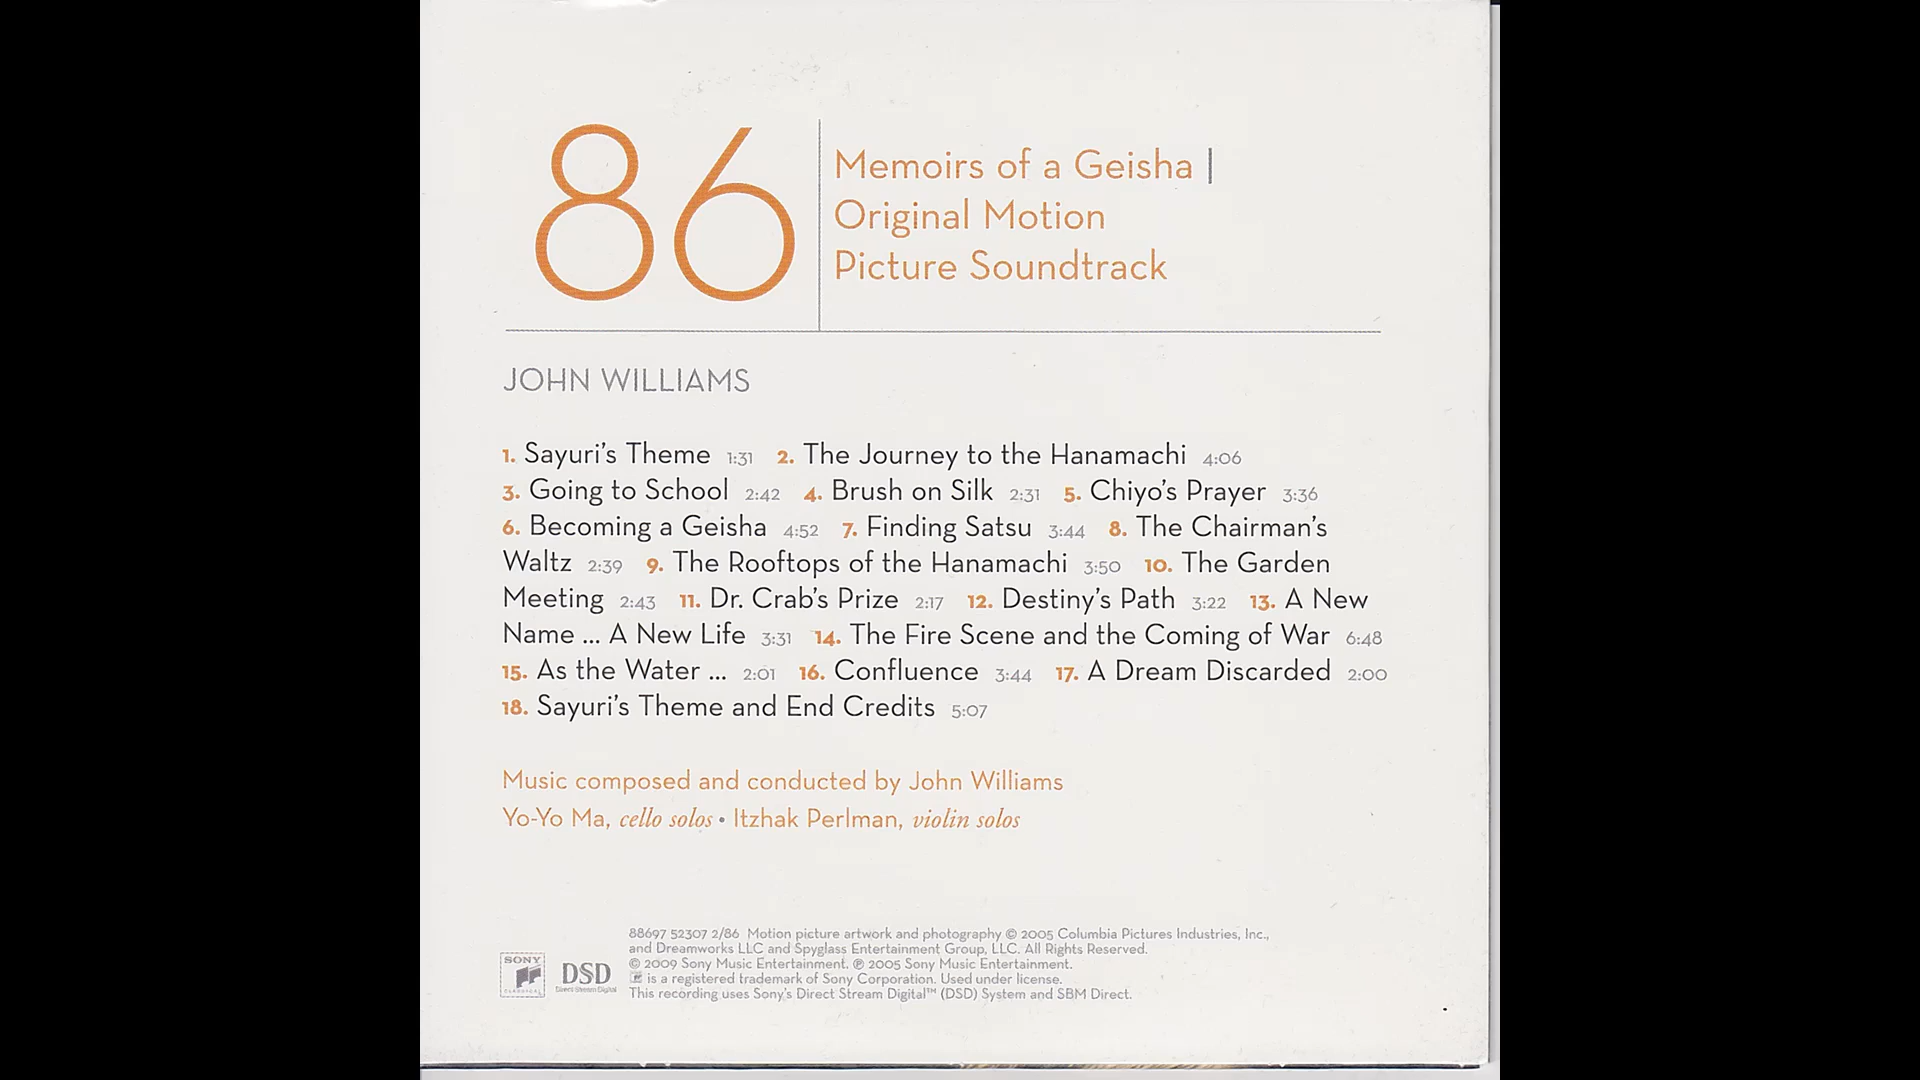 86
Memoirs of a Geisha |
Original Motion
Picture Soundtrack
JOHN WILLIAMS
1. Sayuri's Theme 1:31 2. The Journey to the Hanamachi 4:06
3. Going to School 2:42 4. Brush on Silk 2:31 5. Chiyo's Prayer 3:36
6. Becoming a Geisha 4:52 7. Finding Satsu 3:44 8. The Chairman's
Waltz 2:39 9. The Rooftops of the Hanamachi 3:50 10. The Garden
Meeting 2:43 11. Dr. Crab's Prize 2:17 12. Destiny's Path 3:22 13. A New
Name ... A New Life 3:31 14. The Fire Scene and the Coming of War 6:48
15. As the Water ... 2:01 16. Confluence 3:44 17. A Dream Discarded 2:00
18. Sayuri's Theme and End Credits 5:07
Music composed and conducted by John Williams
Yo-Yo Ma, cello solos • Itzhak Perlman, violin solos
88697 52307 2/86 Motion picture artwork and photography © 2005 Columbia Pictures Industries, Inc.,
and Dreamworks LLC and Spyglass Entertainment Group, LLC. All Rights Reserved.
© 2009 Sony Music Entertainment. ℗ 2005 Sony Music Entertainment.
is a registered trademark of Sony Corporation. Used under license.
This recording uses Sony's Direct Stream Digital™ (DSD) System and SBM Direct.
SONY
CLASSICAL
DSD
Direct Stream Digital